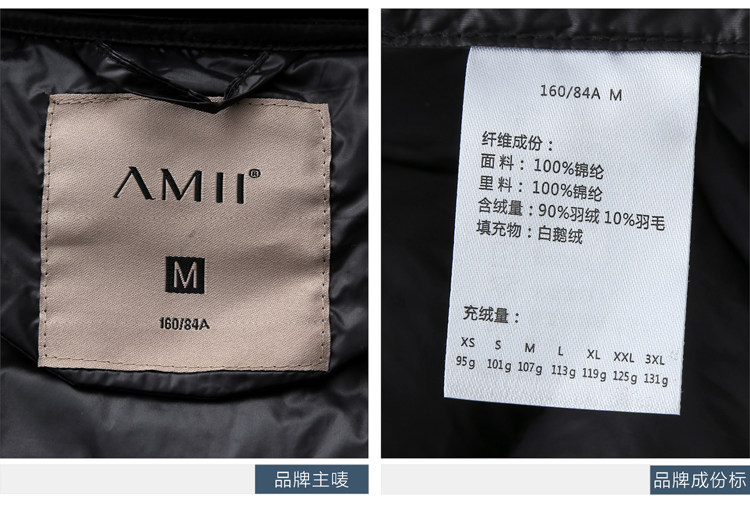 AMII®
M
160/84A
品牌主唛
160/84A M
纤维成份：
面料：100%锦纶
里料：100%锦纶
含绒量：90%羽绒 10%羽毛
填充物：白鹅绒
充绒量：
XS S M L XL XXL 3XL
95g 101g 107g 113g 119g 125g 131g
品牌成份标